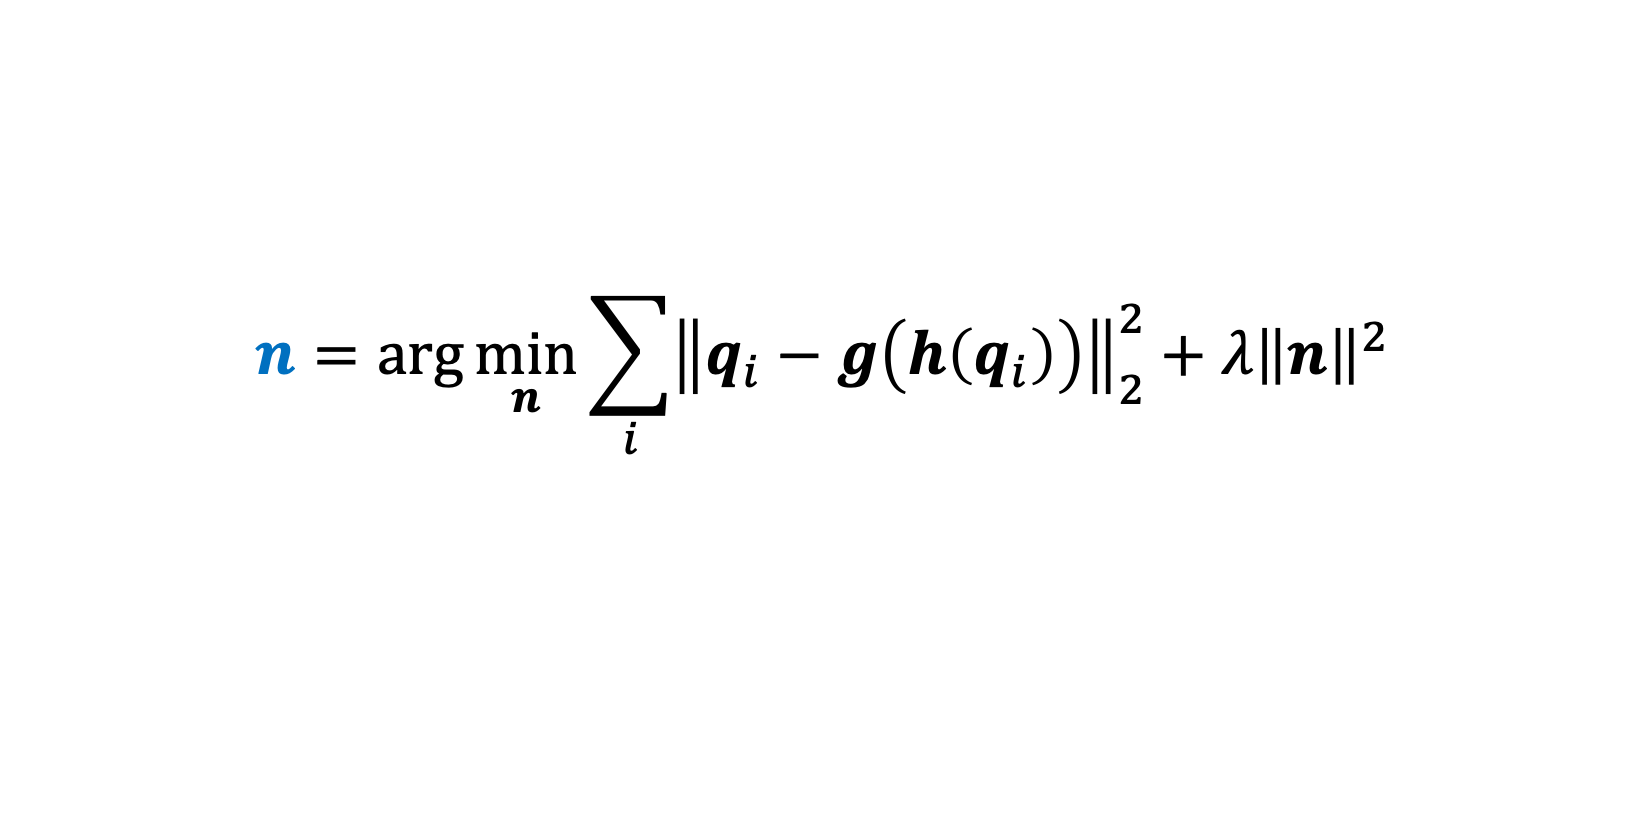 𝒏 = arg min_𝒏 ∑_𝑖 ‖𝒒_𝑖 − 𝒈(𝒉(𝒒_𝑖))‖_2^2 + 𝜆‖𝒏‖^2